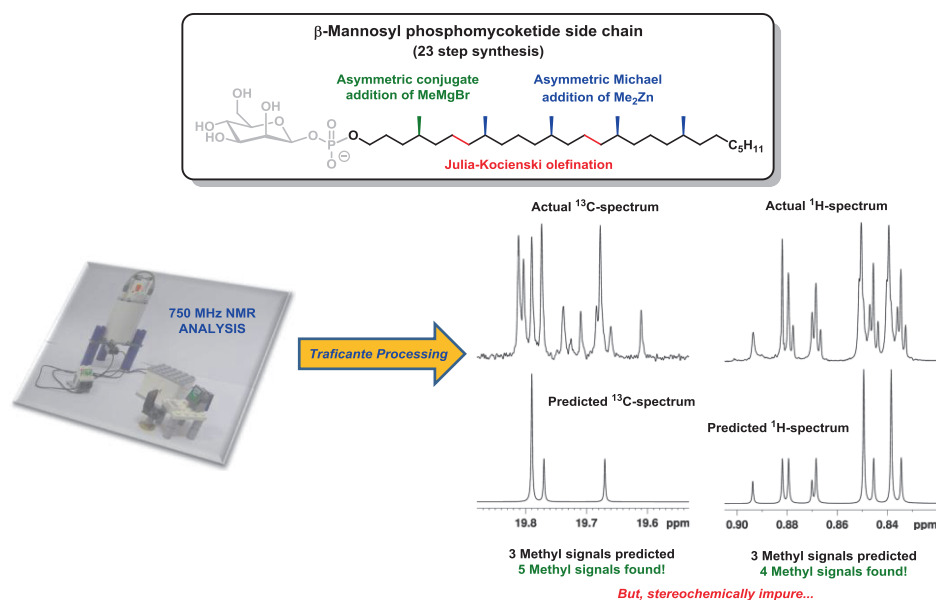 β-Mannosyl phosphomycoketide side chain
(23 step synthesis)
Asymmetric conjugate
addition of MeMgBr
Asymmetric Michael
addition of Me₂Zn
OH
OH
HO
HO
O
O
O
P
O
O
⊖
C₅H₁₁
Julia-Kocienski olefination
750 MHz NMR
ANALYSIS
Traficante Processing
Actual ¹³C-spectrum
Actual ¹H-spectrum
Predicted ¹³C-spectrum
Predicted ¹H-spectrum
19.8 19.7 19.6 ppm
0.90 0.88 0.86 0.84 ppm
3 Methyl signals predicted
5 Methyl signals found!
3 Methyl signals predicted
4 Methyl signals found!
But, stereochemically impure...